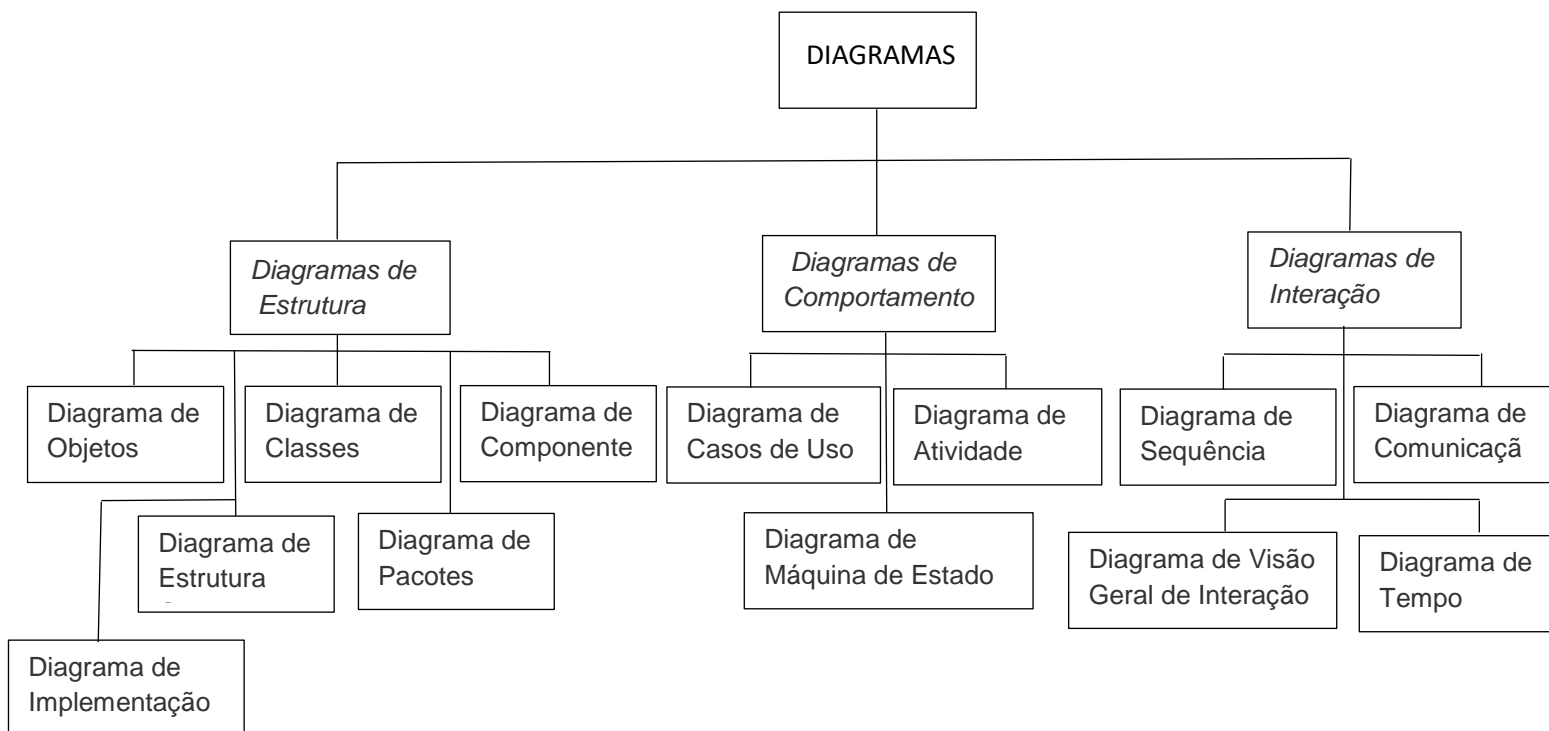 DIAGRAMAS
Diagramas de
Estrutura
Diagramas de
Comportamento
Diagramas de
Interação
Diagrama de
Objetos
Diagrama de
Classes
Diagrama de
Componente
Diagrama de
Casos de Uso
Diagrama de
Atividade
Diagrama de
Sequência
Diagrama de
Comunicaçã
Diagrama de
Estrutura
Diagrama de
Pacotes
Diagrama de
Máquina de Estado
Diagrama de Visão
Geral de Interação
Diagrama de
Tempo
Diagrama de
Implementação